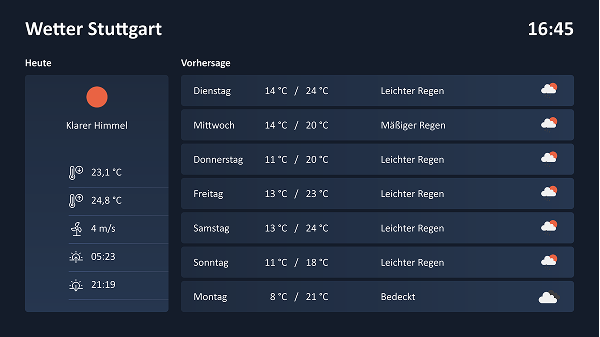 Wetter Stuttgart 16:45
Heute
Klarer Himmel
23,1 °C
24,8 °C
4 m/s
05:23
21:19
Vorhersage
Dienstag 14 °C / 24 °C Leichter Regen
Mittwoch 14 °C / 20 °C Mäßiger Regen
Donnerstag 11 °C / 20 °C Leichter Regen
Freitag 13 °C / 23 °C Leichter Regen
Samstag 13 °C / 24 °C Leichter Regen
Sonntag 11 °C / 18 °C Leichter Regen
Montag 8 °C / 21 °C Bedeckt